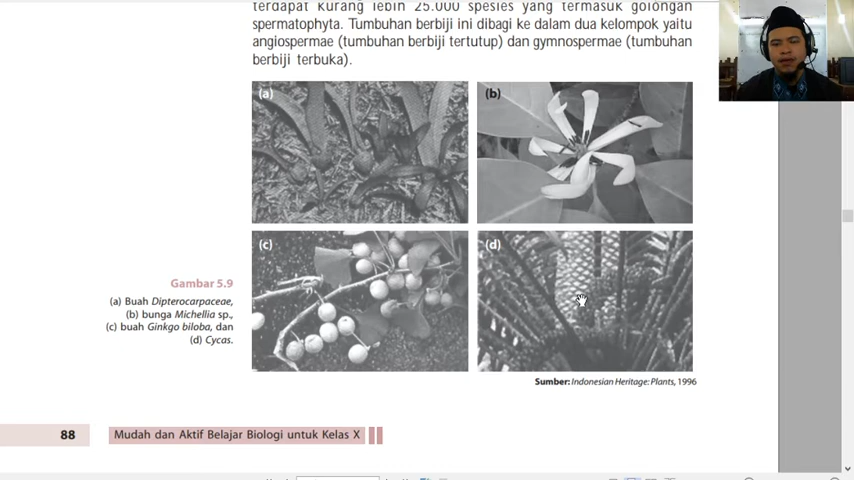 terdapat kurang lebih 25.000 spesies yang termasuk golongan
spermatophyta. Tumbuhan berbiji ini dibagi ke dalam dua kelompok yaitu
angiospermae (tumbuhan berbiji tertutup) dan gymnospermae (tumbuhan
berbiji terbuka).
(a)
(b)
(c)
(d)
Gambar 5.9
(a) Buah Dipterocarpaceae,
(b) bunga Michellia sp.,
(c) buah Ginkgo biloba, dan
(d) Cycas.
Sumber: Indonesian Heritage: Plants, 1996
88
Mudah dan Aktif Belajar Biologi untuk Kelas X